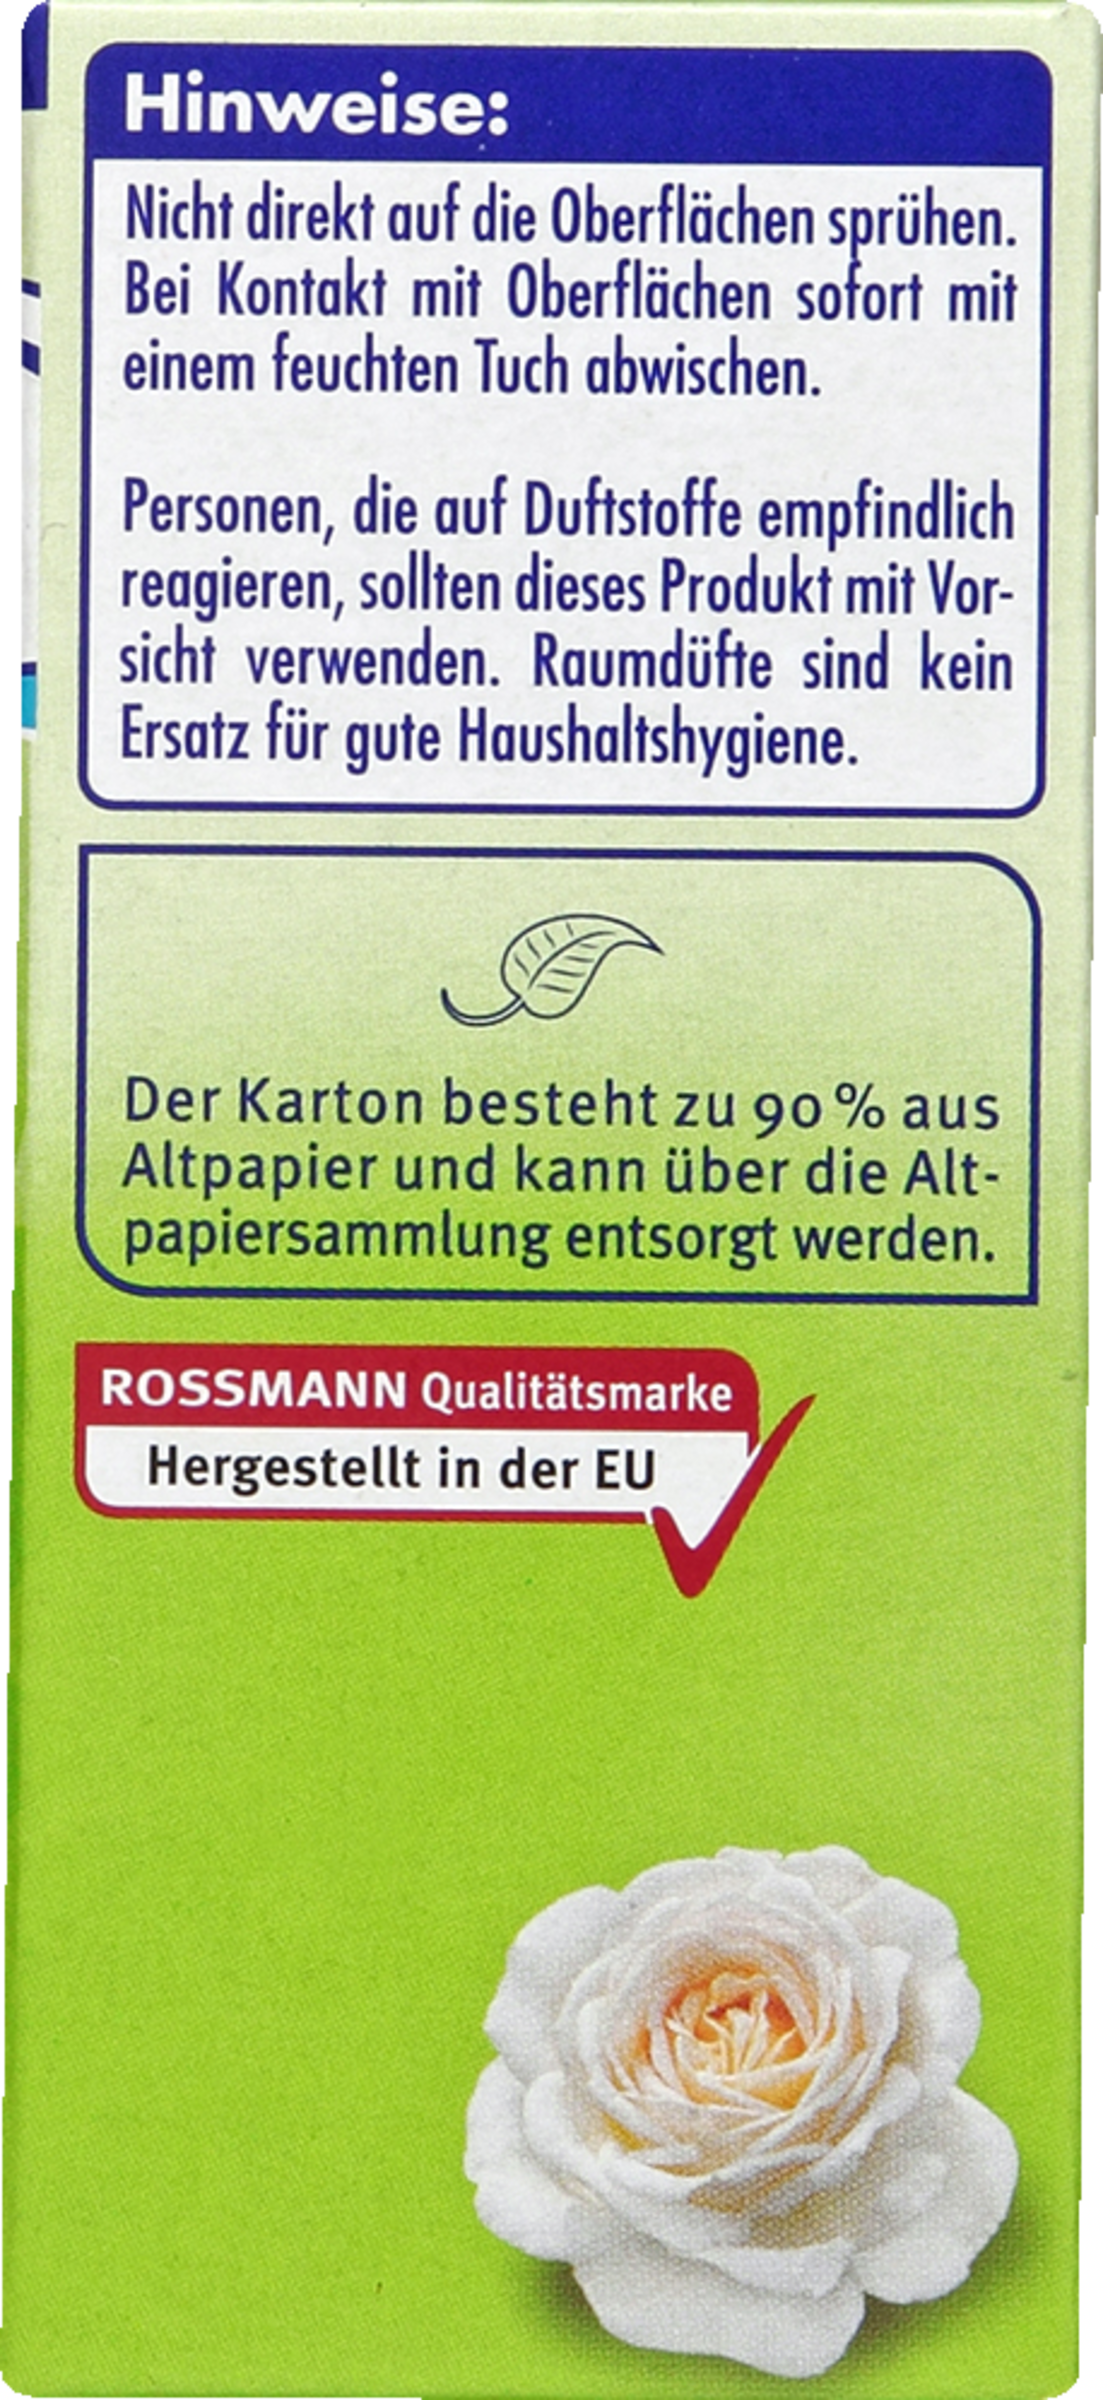 Hinweise:
Nicht direkt auf die Oberflächen sprühen.
Bei Kontakt mit Oberflächen sofort mit
einem feuchten Tuch abwischen.
Personen, die auf Duftstoffe empfindlich
reagieren, sollten dieses Produkt mit Vor-
sicht verwenden. Raumdüfte sind kein
Ersatz für gute Haushaltshygiene.
Der Karton besteht zu 90 % aus
Altpapier und kann über die Alt-
papiersammlung entsorgt werden.
ROSSMANN Qualitätsmarke
Hergestellt in der EU